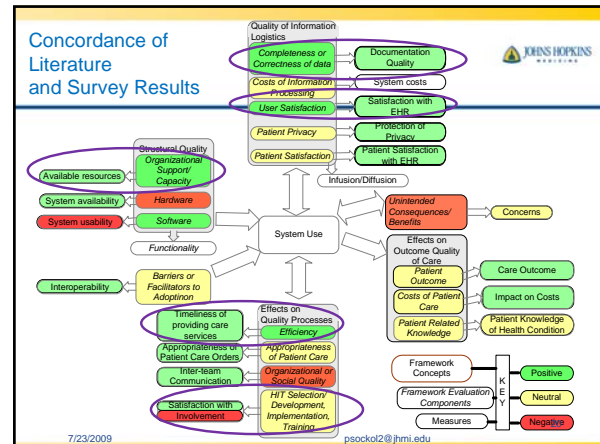 Concordance of
Literature
and Survey Results
JOHNS HOPKINS
MEDICINE
Quality of Information
Logistics
Completeness or
Correctness of data
Documentation
Quality
Costs of Information
Processing
System costs
User Satisfaction
Satisfaction with
EHR
Patient Privacy
Protection of
Privacy
Patient Satisfaction
Patient Satisfaction
with EHR
Infusion/Diffusion
Structural Quality
Organizational
Support/
Capacity
Available resources
System availability
Hardware
System usability
Software
Functionality
System Use
Unintended
Consequences/
Benefits
Concerns
Effects on
Outcome Quality
of Care
Patient
Outcome
Care Outcome
Costs of Patient
Care
Impact on Costs
Patient Related
Knowledge
Patient Knowledge
of Health Condition
Interoperability
Barriers or
Facilitators to
Adoption
Effects on
Quality Processes
Timeliness of
providing care
services
Efficiency
Appropriateness of
Patient Care Orders
Appropriateness
of Patient Care
Inter-team
Communication
Organizational or
Social Quality
Satisfaction with
Involvement
HIT Selection/
Development,
Implementation,
Training
Framework
Concepts
Framework Evaluation
Components
Measures
K
E
Y
Positive
Neutral
Negative
7/23/2009
psockol2@jhmi.edu